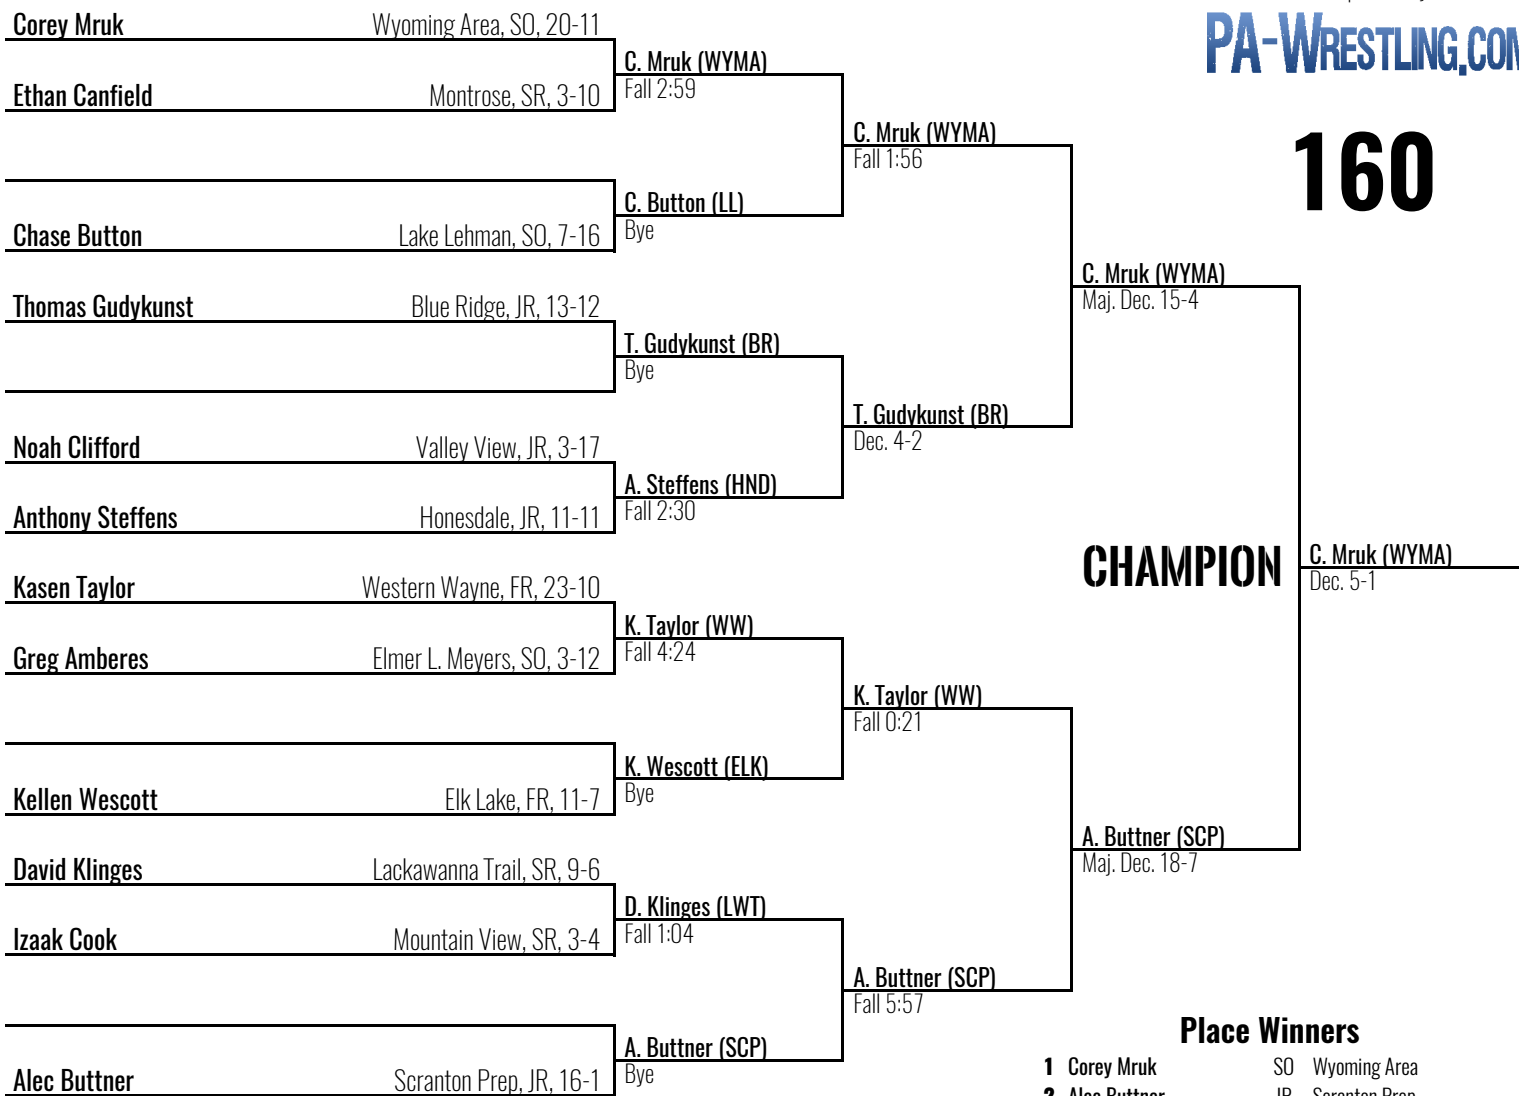 Corey Mruk Wyoming Area, SO, 20-11
C. Mruk (WYMA)
Fall 2:59
Ethan Canfield Montrose, SR, 3-10
C. Mruk (WYMA)
Fall 1:56
C. Button (LL)
Bye
Chase Button Lake Lehman, SO, 7-16
C. Mruk (WYMA)
Maj. Dec. 15-4
Thomas Gudykunst Blue Ridge, JR, 13-12
T. Gudykunst (BR)
Bye
T. Gudykunst (BR)
Dec. 4-2
Noah Clifford Valley View, JR, 3-17
A. Steffens (HND)
Fall 2:30
Anthony Steffens Honesdale, JR, 11-11
CHAMPION
C. Mruk (WYMA)
Dec. 5-1
Kasen Taylor Western Wayne, FR, 23-10
K. Taylor (WW)
Fall 4:24
Greg Amberes Elmer L. Meyers, SO, 3-12
K. Taylor (WW)
Fall 0:21
K. Wescott (ELK)
Bye
Kellen Wescott Elk Lake, FR, 11-7
A. Buttner (SCP)
Maj. Dec. 18-7
David Klinges Lackawanna Trail, SR, 9-6
D. Klinges (LWT)
Fall 1:04
Izaak Cook Mountain View, SR, 3-4
A. Buttner (SCP)
Fall 5:57
A. Buttner (SCP)
Bye
Alec Buttner Scranton Prep, JR, 16-1
PA-WRESTLING.COM
160
Place Winners
1 Corey Mruk SO Wyoming Area
2 Alec Buttner JR Scranton Prep